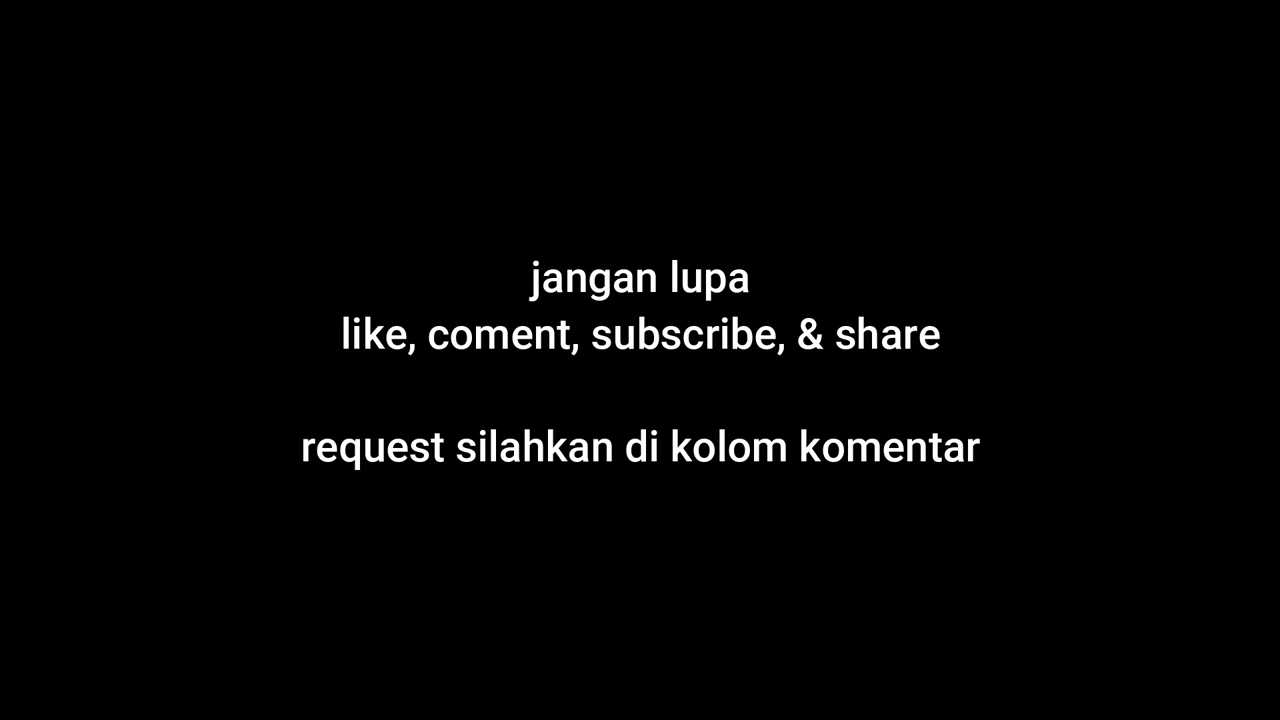 jangan lupa
like, coment, subscribe, & share
request silahkan di kolom komentar